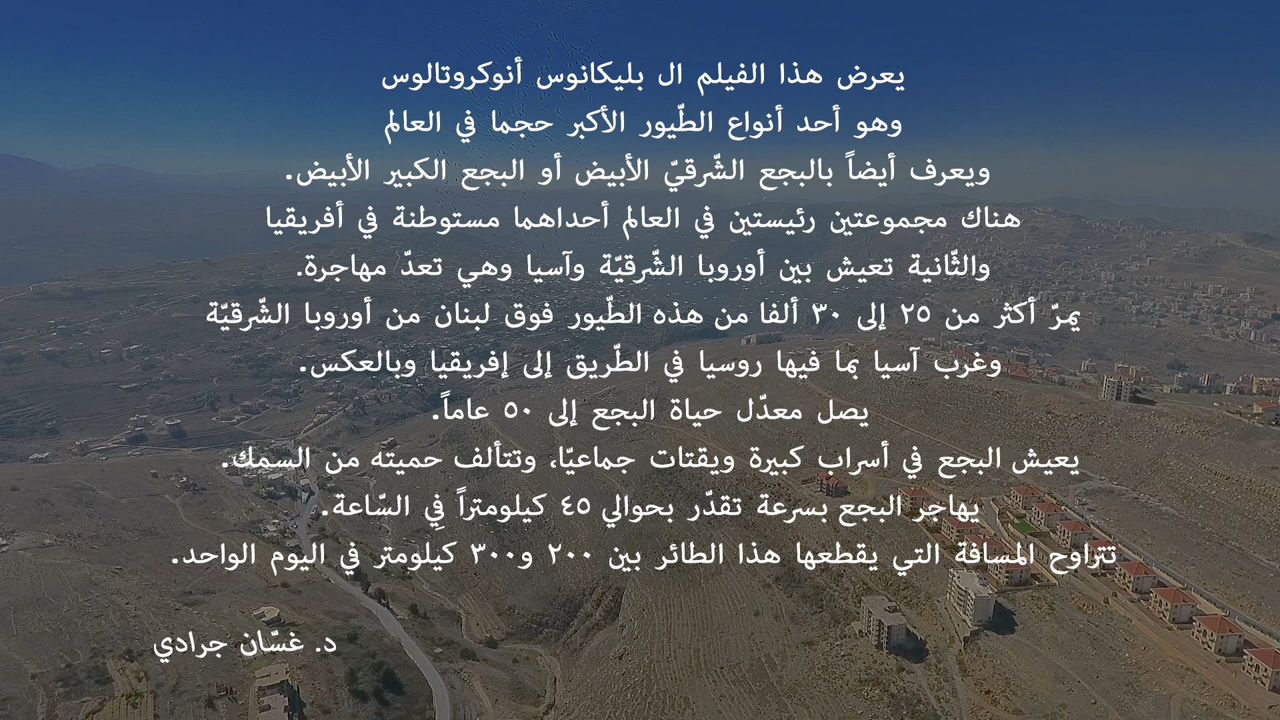 يعرض هذا الفيلم ال بليكانوس أنوكروتالوس
وهو أحد أنواع الطّيور الأكبر حجما في العالم
ويعرف أيضاً بالبجع الشّرقيّ الأبيض أو البجع الكبير الأبيض.
هناك مجموعتين رئيستين في العالم أحداهما مستوطنة في أفريقيا
والثّانية تعيش بين أوروبا الشّرقيّة وآسيا وهي تعدّ مهاجرة.
يمرّ أكثر من ٢٥ إلى ٣٠ ألفا من هذه الطّيور فوق لبنان من أوروبا الشّرقيّة
وغرب آسيا بما فيها روسيا في الطّريق إلى إفريقيا وبالعكس.
يصل معدّل حياة البجع إلى ٥٠ عاماً.
يعيش البجع في أسراب كبيرة ويقتات جماعيّا، وتتألف حميته من السمك.
يهاجر البجع بسرعة تقدّر بحوالي ٤٥ كيلومتراً فِي السّاعة.
تتراوح المسافة التي يقطعها هذا الطائر بين ٢٠٠ و٣٠٠ كيلومتر في اليوم الواحد.
د. غسّان جرادي